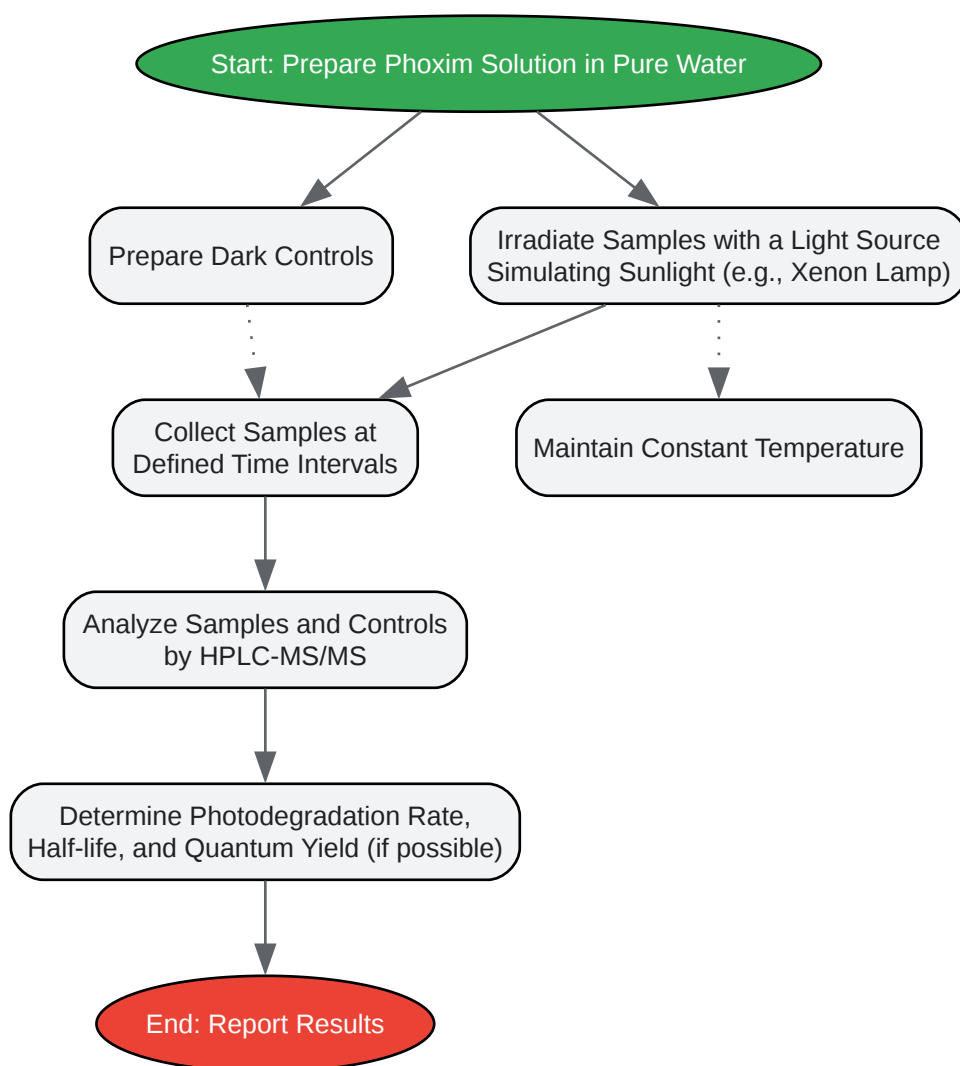 Start: Prepare Phoxim Solution in Pure Water
Prepare Dark Controls
Irradiate Samples with a Light Source
Simulating Sunlight (e.g., Xenon Lamp)
Collect Samples at
Defined Time Intervals
Maintain Constant Temperature
Analyze Samples and Controls
by HPLC-MS/MS
Determine Photodegradation Rate,
Half-life, and Quantum Yield (if possible)
End: Report Results